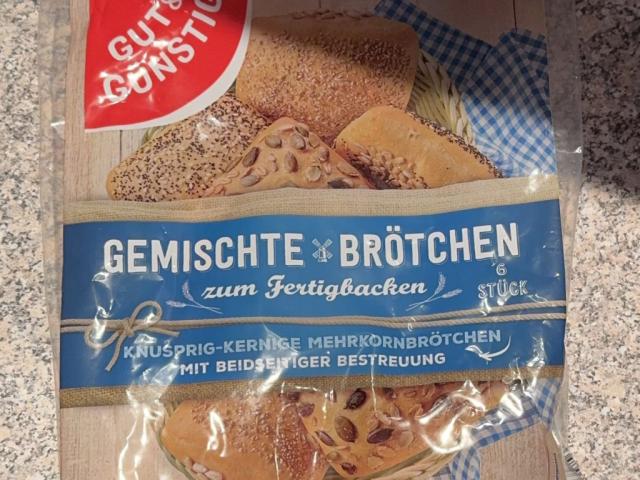 GUT&
GÜNSTIG
GEMISCHTE BRÖTCHEN
zum Fertigbacken
6
STÜCK
KNUSPRIG-KERNIGE MEHRKORNBRÖTCHEN
MIT BEIDSEITIGER BESTREUUNG